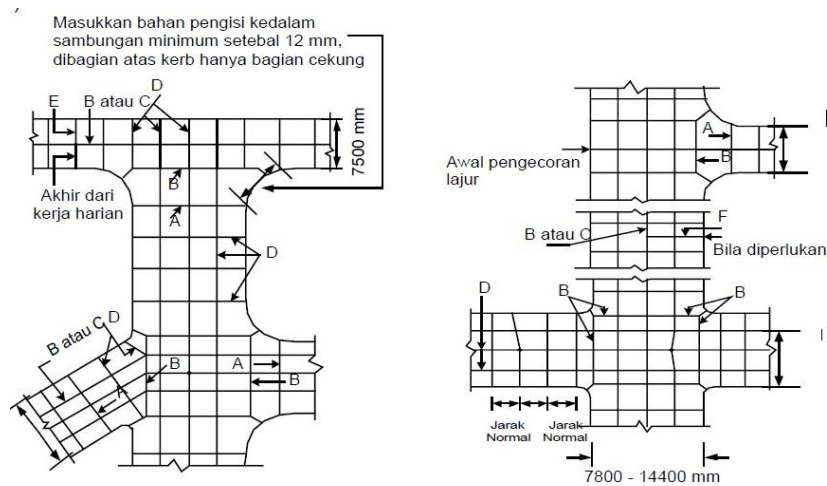 Masukkan bahan pengisi kedalam
sambungan minimum setebal 12 mm,
dibagian atas kerb hanya bagian cekung
D
E
B atau C
7500 mm
B
Akhir dari
kerja harian
A
D
B atau C
D
B
A
A
B
A
B
Awal pengecoran
lajur
F
B atau C
Bila diperlukan
D
B
B
Jarak
Normal
Jarak
Normal
7800 - 14400 mm